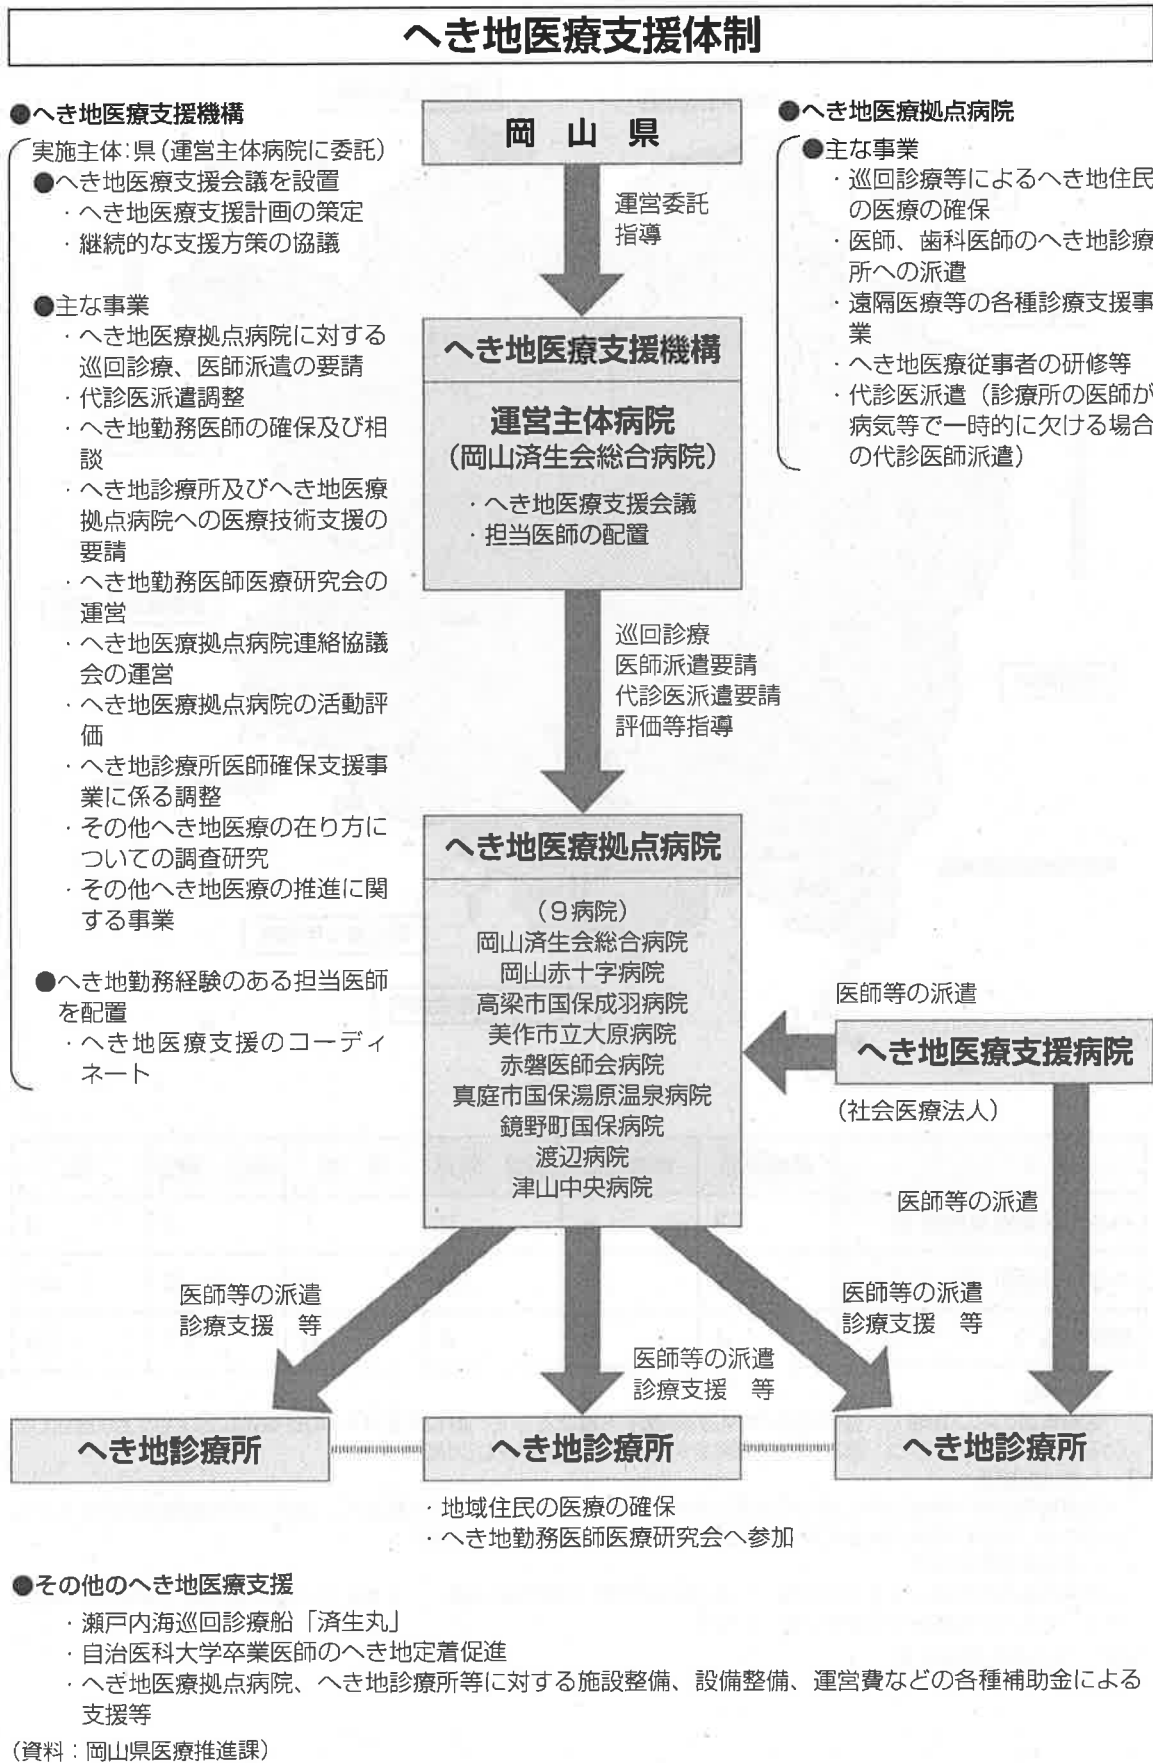 へき地医療支援体制
●へき地医療支援機構
実施主体：県（運営主体病院に委託）
●へき地医療支援会議を設置
・へき地医療支援計画の策定
・継続的な支援方策の協議
●主な事業
・へき地医療拠点病院に対する
巡回診療、医師派遣の要請
・代診医派遣調整
・へき地勤務医師の確保及び相
談
・へき地診療所及びへき地医療
拠点病院への医療技術支援の
要請
・へき地勤務医師医療研究会の
運営
・へき地医療拠点病院連絡協議
会の運営
・へき地医療拠点病院の活動評
価
・へき地診療所医師確保支援事
業に係る調整
・その他へき地医療の在り方に
ついての調査研究
・その他へき地医療の推進に関
する事業
●へき地勤務経験のある担当医師
を配置
・へき地医療支援のコーディ
ネート
岡山県
運営委託
指導
へき地医療支援機構
運営主体病院
（岡山済生会総合病院）
・へき地医療支援会議
・担当医師の配置
巡回診療
医師派遣要請
代診医派遣要請
評価等指導
へき地医療拠点病院
（９病院）
岡山済生会総合病院
岡山赤十字病院
高梁市国保成羽病院
美作市立大原病院
赤磐医師会病院
真庭市国保湯原温泉病院
鏡野町国保病院
渡辺病院
津山中央病院
●へき地医療拠点病院
●主な事業
・巡回診療等によるへき地住民
の医療の確保
・医師、歯科医師のへき地診療
所への派遣
・遠隔医療等の各種診療支援事
業
・へき地医療従事者の研修等
・代診医派遣（診療所の医師が
病気等で一時的に欠ける場合
の代診医師派遣）
医師等の派遣
へき地医療支援病院
（社会医療法人）
医師等の派遣
医師等の派遣
診療支援　等
医師等の派遣
診療支援　等
医師等の派遣
診療支援　等
へき地診療所
へき地診療所
へき地診療所
・地域住民の医療の確保
・へき地勤務医師医療研究会へ参加
●その他のへき地医療支援
・瀬戸内海巡回診療船「済生丸」
・自治医科大学卒業医師のへき地定着促進
・へき地医療拠点病院、へき地診療所等に対する施設整備、設備整備、運営費などの各種補助金による
支援等
（資料：岡山県医療推進課）